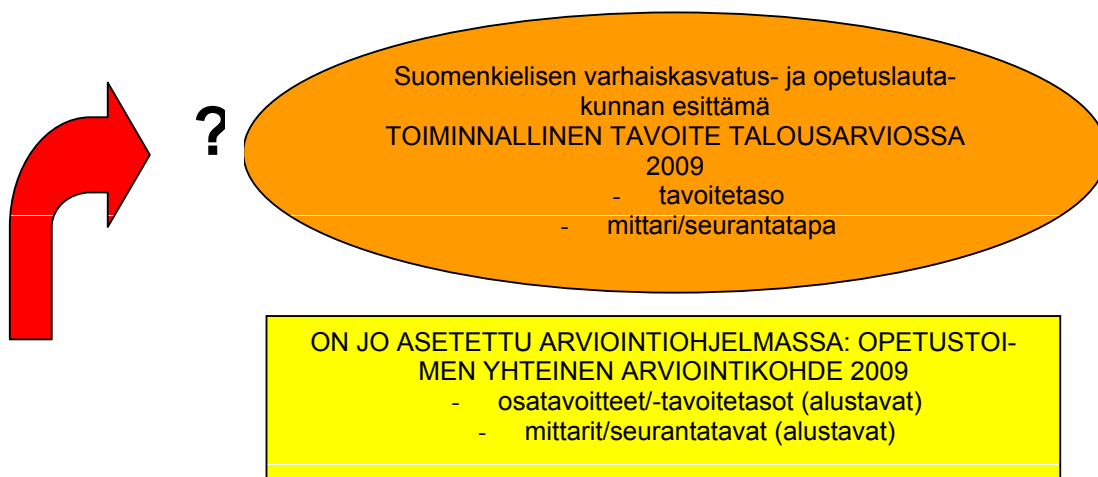 ?
Suomenkielisen varhaiskasvatus- ja opetuslauta-
kunnan esittämä
TOIMINNALLINEN TAVOITE TALOUSARVIOSSA
2009
- tavoitetaso
- mittari/seurantatapa
ON JO ASETETTU ARVIOINTIOHJELMASSA: OPETUSTOI-
MEN YHTEINEN ARVIOINTIKOHDE 2009
- osatavoitteet/-tavoitetasot (alustavat)
- mittarit/seurantatavat (alustavat)